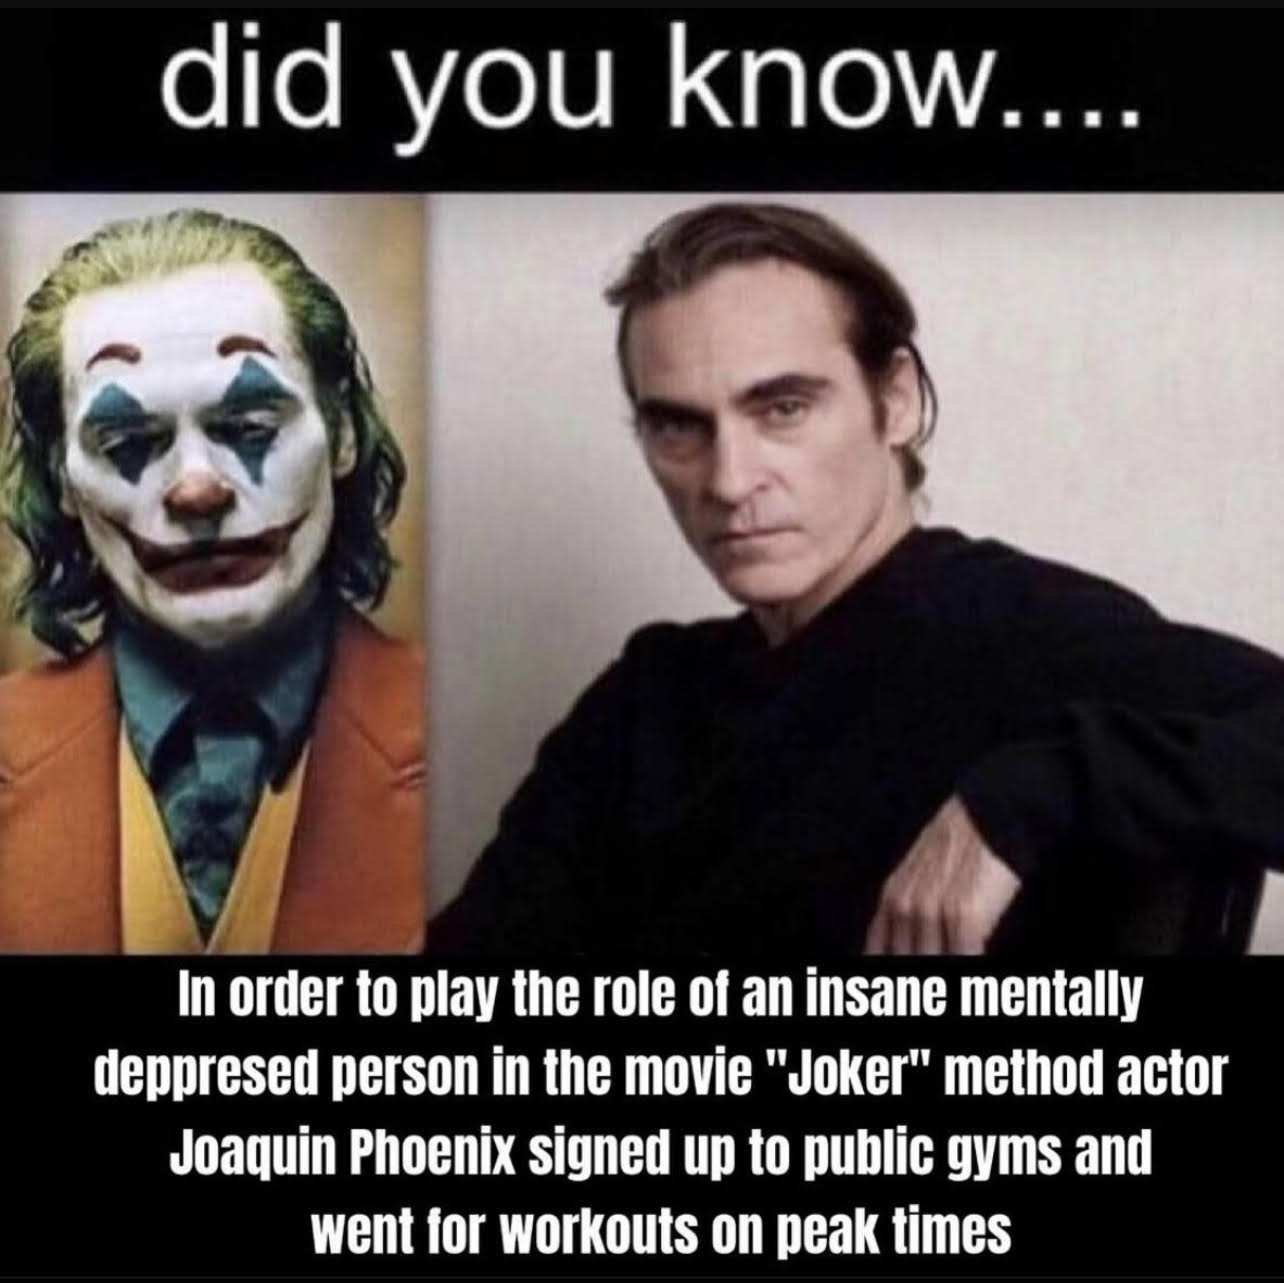 did you know....
In order to play the role of an insane mentally
deppresed person in the movie "Joker" method actor
Joaquin Phoenix signed up to public gyms and
went for workouts on peak times